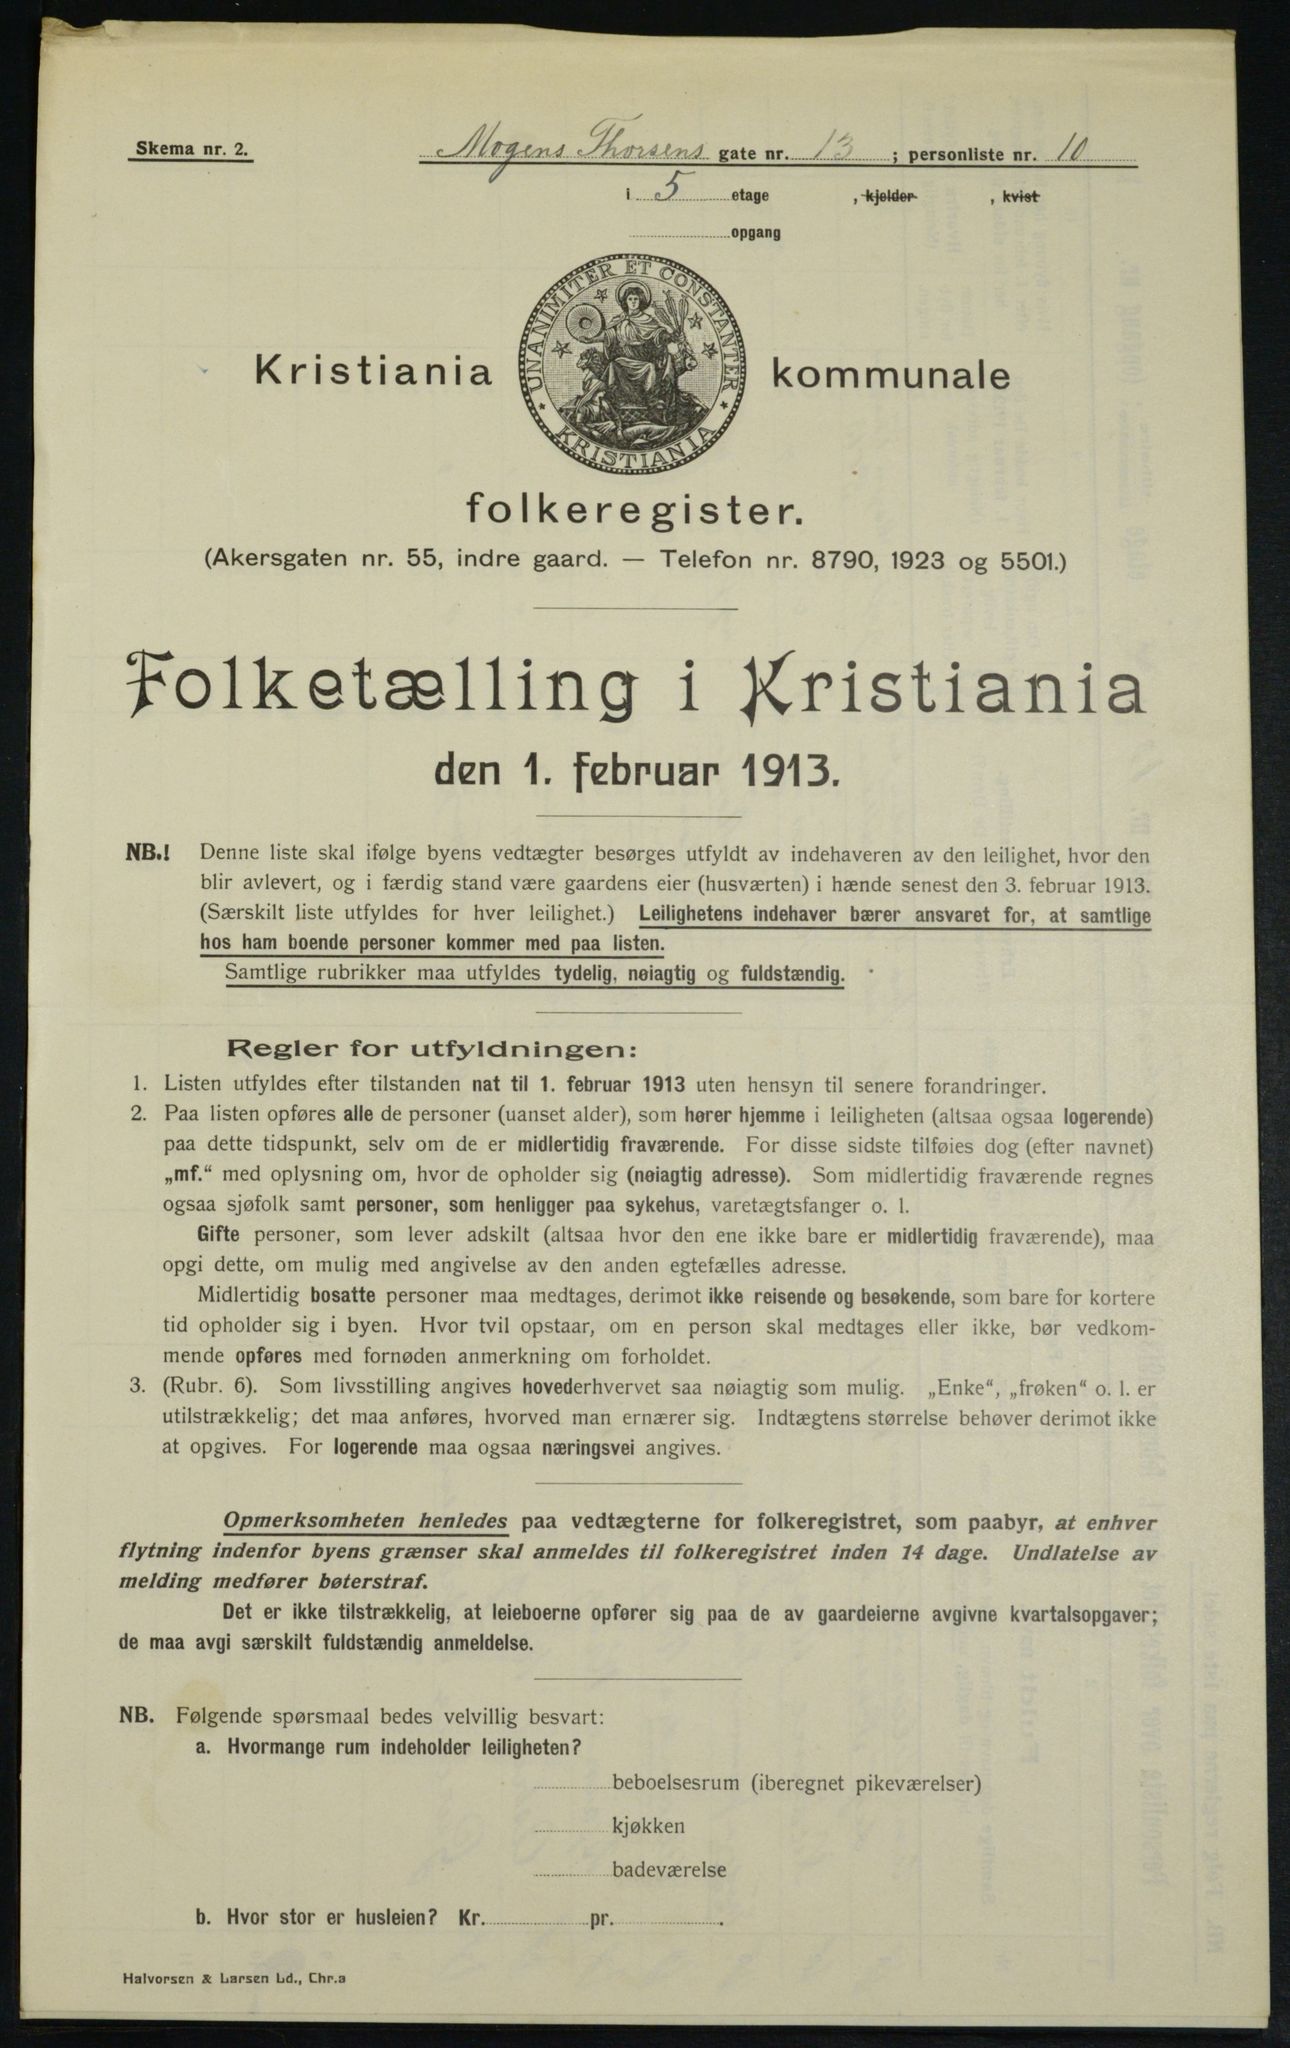 Skema nr. 2.
Mogens Thorsens gate nr. 13 ; personliste nr. 10
i 5 etage , kjelder , kvist
opgang
UNANIMITER ET CONSTANTER
KRISTIANIA
Kristiania kommunale
folkeregister.
(Akersgaten nr. 55, indre gaard. — Telefon nr. 8790, 1923 og 5501.)
Folketælling i Kristiania
den 1. februar 1913.
NB.! Denne liste skal ifølge byens vedtægter besørges utfyldt av indehaveren av den leilighet, hvor den
blir avlevert, og i færdig stand være gaardens eier (husværten) i hænde senest den 3. februar 1913.
(Særskilt liste utfyldes for hver leilighet.) Leilighetens indehaver bærer ansvaret for, at samtlige
hos ham boende personer kommer med paa listen.
Samtlige rubrikker maa utfyldes tydelig, nøiagtig og fuldstændig.
Regler for utfyldningen:
1. Listen utfyldes efter tilstanden nat til 1. februar 1913 uten hensyn til senere forandringer.
2. Paa listen opføres alle de personer (uanset alder), som hører hjemme i leiligheten (altsaa ogsaa logerende)
paa dette tidspunkt, selv om de er midlertidig fraværende. For disse sidste tilføies dog (efter navnet)
„mf.“ med oplysning om, hvor de opholder sig (nøiagtig adresse). Som midlertidig fraværende regnes
ogsaa sjøfolk samt personer, som henligger paa sykehus, varetægtsfanger o. l.
Gifte personer, som lever adskilt (altsaa hvor den ene ikke bare er midlertidig fraværende), maa
opgi dette, om mulig med angivelse av den anden egtefælles adresse.
Midlertidig bosatte personer maa medtages, derimot ikke reisende og besøkende, som bare for kortere
tid opholder sig i byen. Hvor tvil opstaar, om en person skal medtages eller ikke, bør vedkom-
mende opføres med fornøden anmerkning om forholdet.
3. (Rubr. 6). Som livsstilling angives hovederhvervet saa nøiagtig som mulig. „Enke“, „frøken“ o. l. er
utilstrækkelig; det maa anføres, hvorved man ernærer sig. Indtægtens størrelse behøver derimot ikke
at opgives. For logerende maa ogsaa næringsvei angives.
Opmerksomheten henledes paa vedtægterne for folkeregistret, som paabyr, at enhver
flytning indenfor byens grænser skal anmeldes til folkeregistret inden 14 dage. Undlatelse av
melding medfører bøterstraf.
Det er ikke tilstrækkelig, at leieboerne opfører sig paa de av gaardeierne avgivne kvartalsopgaver;
de maa avgi særskilt fuldstændig anmeldelse.
NB. Følgende spørsmaal bedes velvillig besvart:
a. Hvormange rum indeholder leiligheten?
beboelsesrum (iberegnet pikeværelser)
kjøkken
badeværelse
b. Hvor stor er husleien? Kr. pr. .
Halvorsen & Larsen Ld., Chr.a